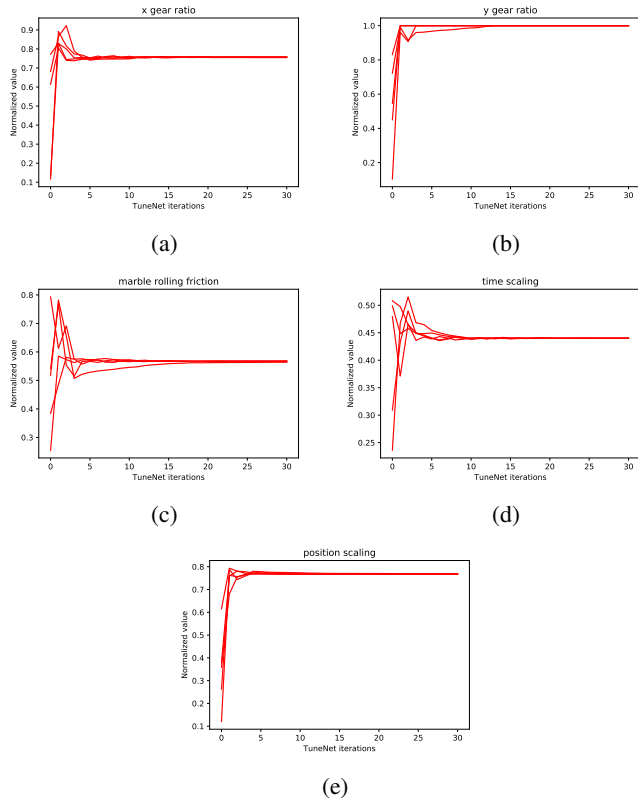 x gear ratio
Normalized value
0.9
0.8
0.7
0.6
0.5
0.4
0.3
0.2
0.1
0 5 10 15 20 25 30
TuneNet iterations
(a)
y gear ratio
Normalized value
1.0
0.8
0.6
0.4
0.2
0 5 10 15 20 25 30
TuneNet iterations
(b)
marble rolling friction
Normalized value
0.8
0.7
0.6
0.5
0.4
0.3
0 5 10 15 20 25 30
TuneNet iterations
(c)
time scaling
Normalized value
0.50
0.45
0.40
0.35
0.30
0.25
0 5 10 15 20 25 30
TuneNet iterations
(d)
position scaling
Normalized value
0.8
0.7
0.6
0.5
0.4
0.3
0.2
0.1
0 5 10 15 20 25 30
TuneNet iterations
(e)